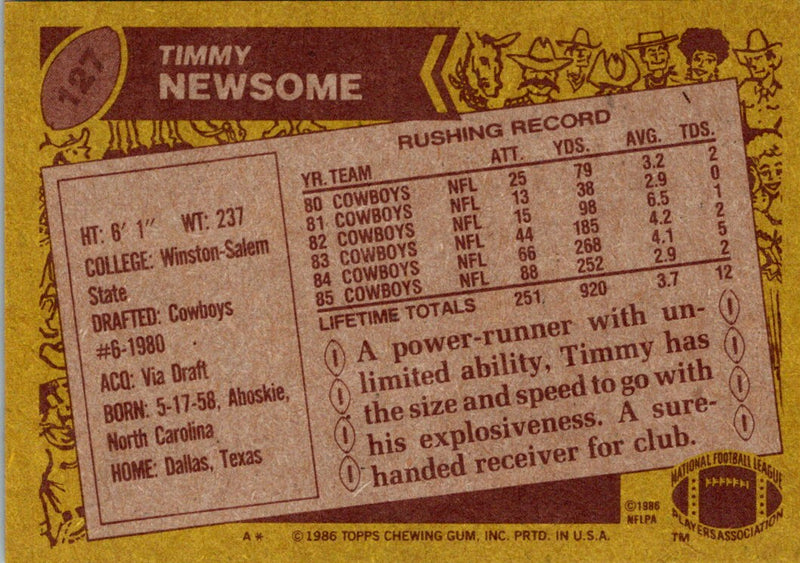 127
TIMMY
NEWSOME
HT: 6' 1" WT: 237
COLLEGE: Winston-Salem
State
DRAFTED: Cowboys
#6-1980
ACQ: Via Draft
BORN: 5-17-58, Ahoskie,
North Carolina
HOME: Dallas, Texas
RUSHING RECORD
YR. TEAM ATT. YDS. AVG. TDS.
80 COWBOYS NFL 25 79 3.2 2
81 COWBOYS NFL 13 38 2.9 0
82 COWBOYS NFL 15 98 6.5 1
83 COWBOYS NFL 44 185 4.2 2
84 COWBOYS NFL 66 268 4.1 5
85 COWBOYS NFL 88 252 2.9 2
LIFETIME TOTALS 251 920 3.7 12
A power-runner with un-
limited ability, Timmy has
the size and speed to go with
his explosiveness. A sure-
handed receiver for club.
NATIONAL FOOTBALL LEAGUE
PLAYERS ASSOCIATION
TM
©1986
NFLPA
A* ©1986 TOPPS CHEWING GUM, INC. PRTD. IN U.S.A.